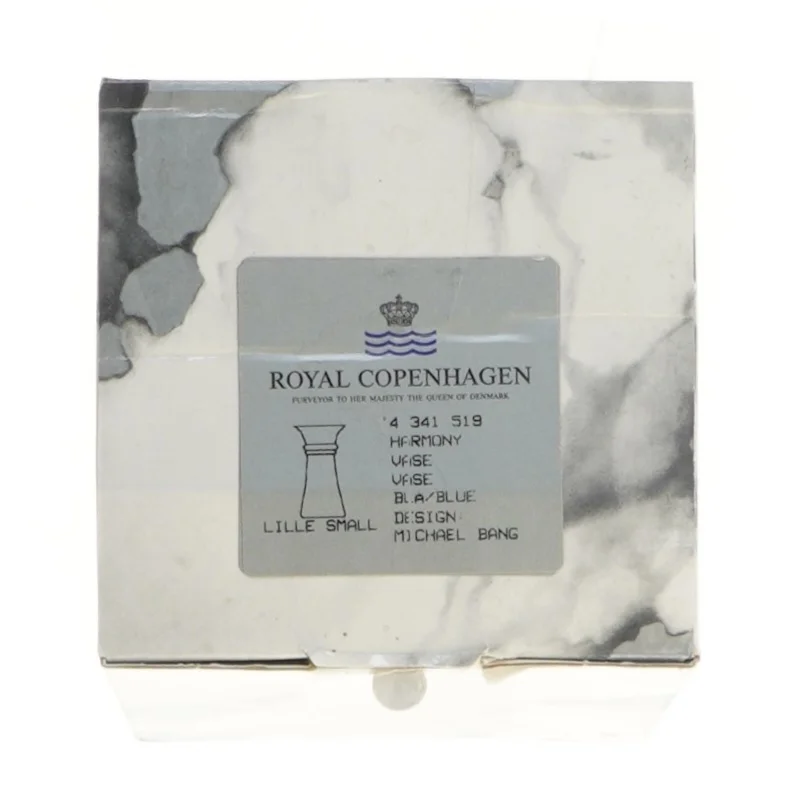 ROYAL COPENHAGEN
PURVEYOR TO HER MAJESTY THE QUEEN OF DENMARK
4 341 519
HARMONY
VASE
VASE
BLA/BLUE
DESIGN
MICHAEL BANG
LILLE SMALL